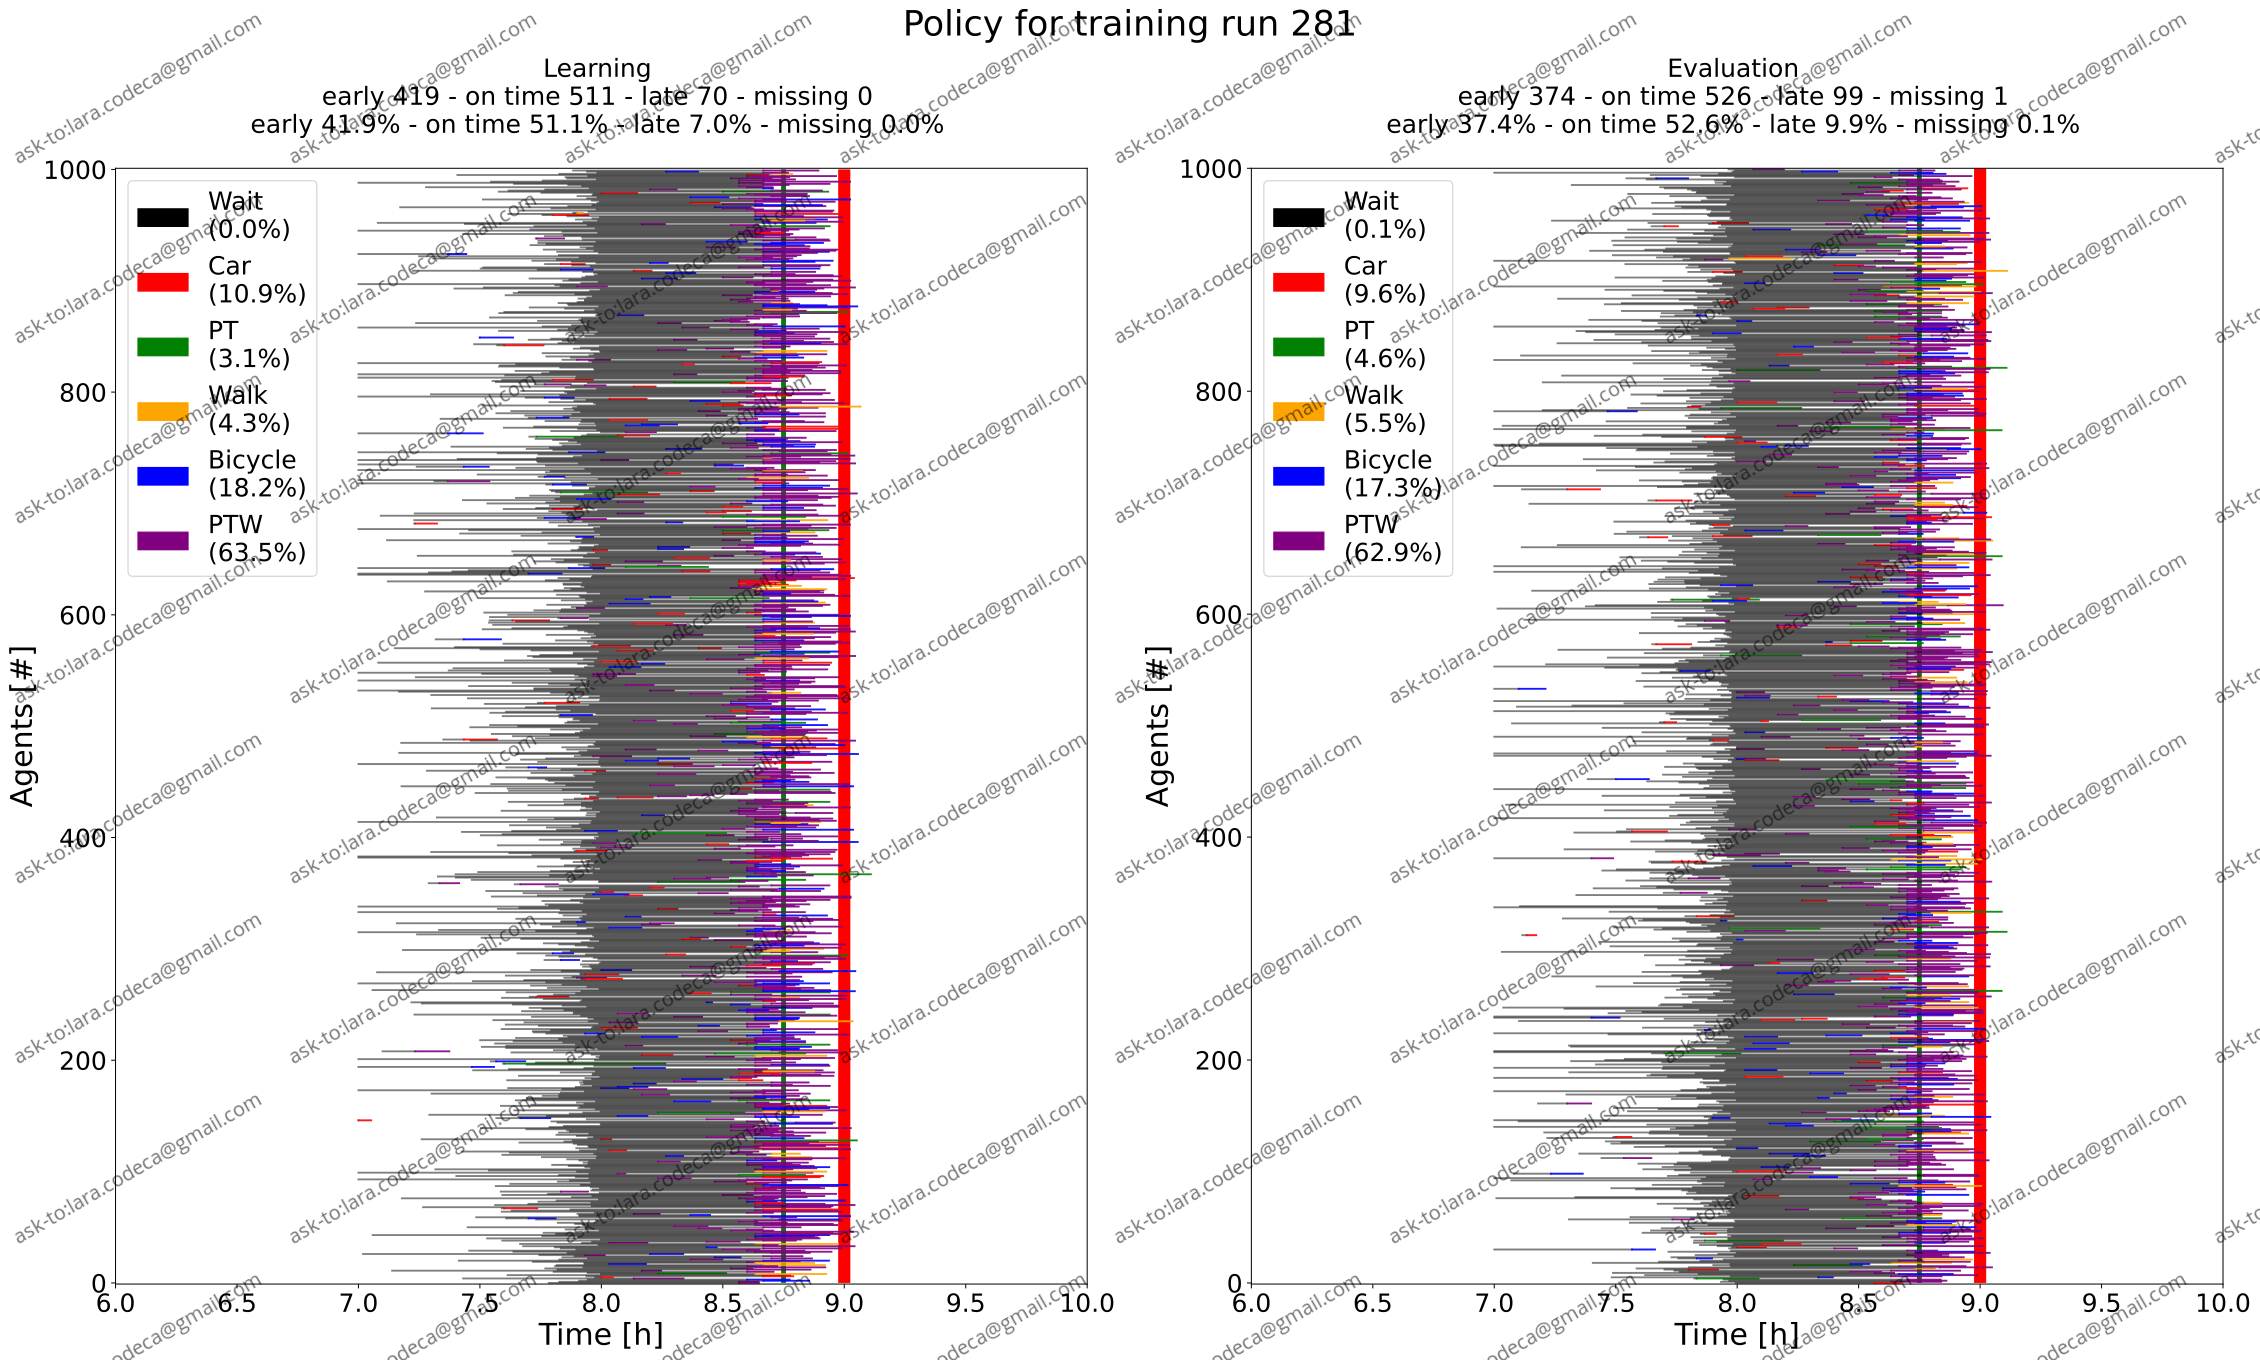 Policy for training run 281
Learning
early 419 - on time 511 - late 70 - missing 0
early 41.9% - on time 51.1% - late 7.0% - missing 0.0%
Evaluation
early 374 - on time 526 - late 99 - missing 1
early 37.4% - on time 52.6% - late 9.9% - missing 0.1%
1000
800
600
400
200
0
Agents [#]
Wait
(0.0%)
Car
(10.9%)
PT
(3.1%)
Walk
(4.3%)
Bicycle
(18.2%)
PTW
(63.5%)
6.0 6.5 7.0 7.5 8.0 8.5 9.0 9.5 10.0
Time [h]
1000
800
600
400
200
0
Agents [#]
Wait
(0.1%)
Car
(9.6%)
PT
(4.6%)
Walk
(5.5%)
Bicycle
(17.3%)
PTW
(62.9%)
6.0 6.5 7.0 7.5 8.0 8.5 9.0 9.5 10.0
Time [h]
ask-to:lara.codeca@gmail.com